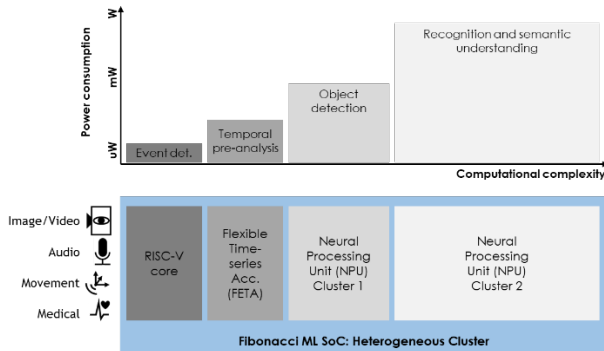 W
mW
uW
Power consumption
Recognition and semantic
understanding
Object
detection
Temporal
pre-analysis
Event det.
Computational complexity
Image/Video
Audio
Movement
Medical
RISC-V
core
Flexible
Time-
series
Acc.
(FETA)
Neural
Processing
Unit (NPU)
Cluster 1
Neural
Processing
Unit (NPU)
Cluster 2
Fibonacci ML SoC: Heterogeneous Cluster